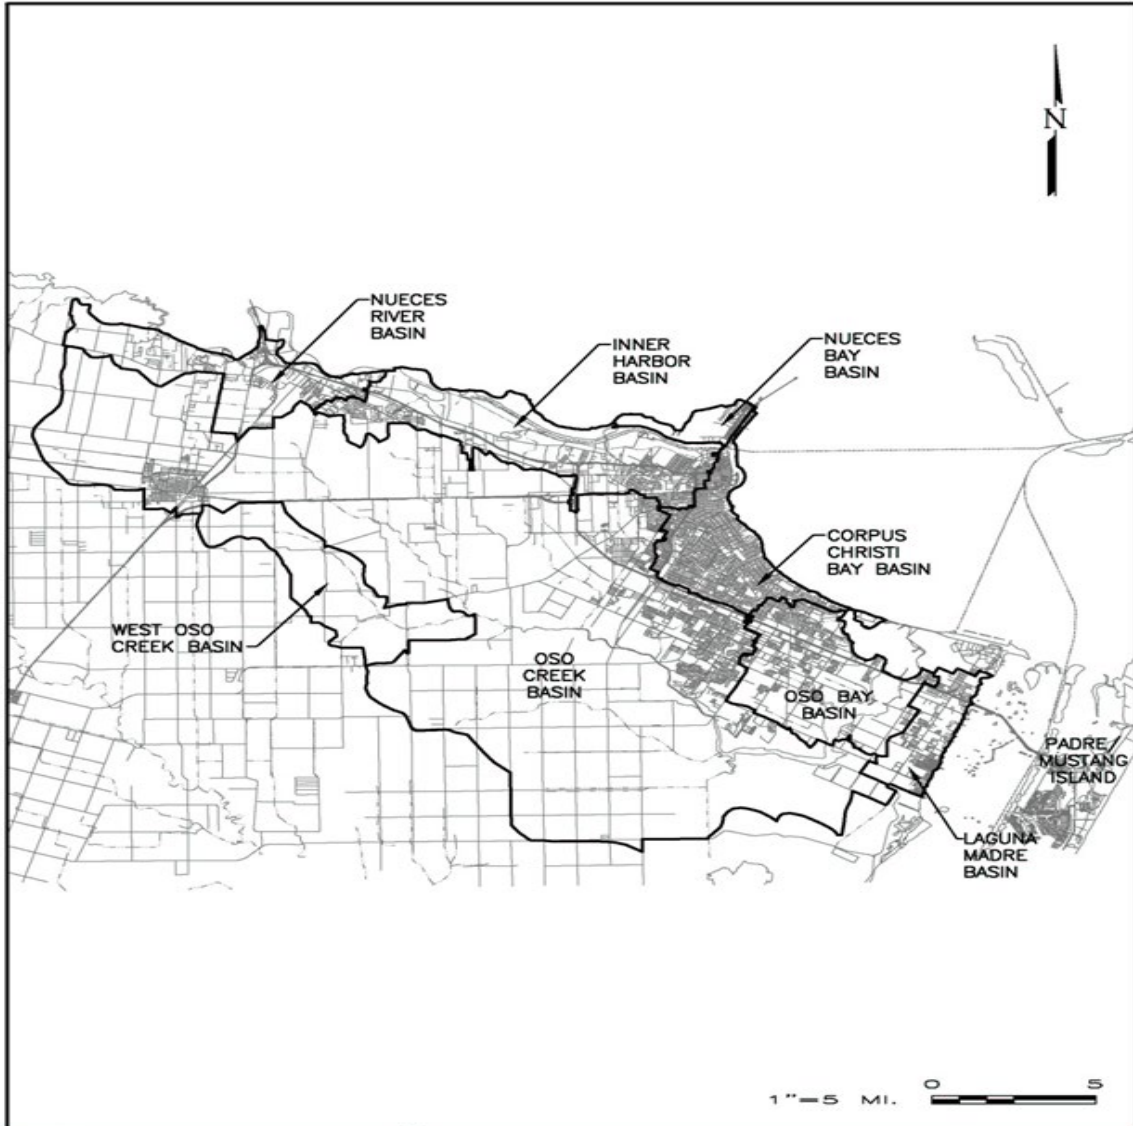 N
NUECES
RIVER
BASIN
INNER
HARBOR
BASIN
NUECES
BAY
BASIN
CORPUS
CHRISTI
BAY BASIN
WEST OSO
CREEK BASIN
OSO
CREEK
BASIN
OSO BAY
BASIN
PADRE/
MUSTANG
ISLAND
LAGUNA
MADRE
BASIN
1"=5 MI.
0 5